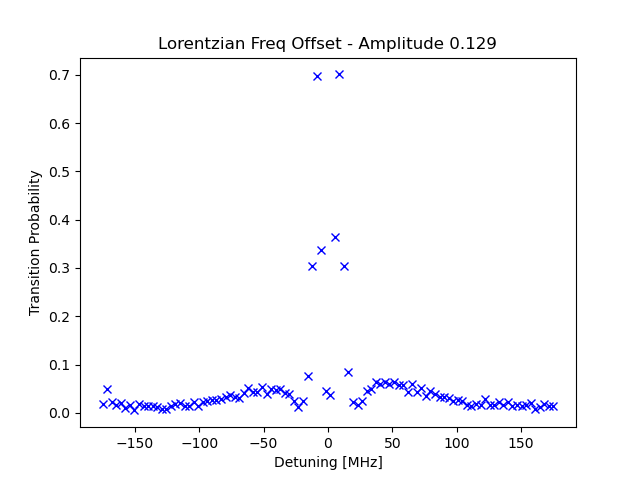 Lorentzian Freq Offset - Amplitude 0.129
0.7
0.6
0.5
0.4
0.3
0.2
0.1
0.0
Transition Probability
−150 −100 −50 0 50 100 150
Detuning [MHz]